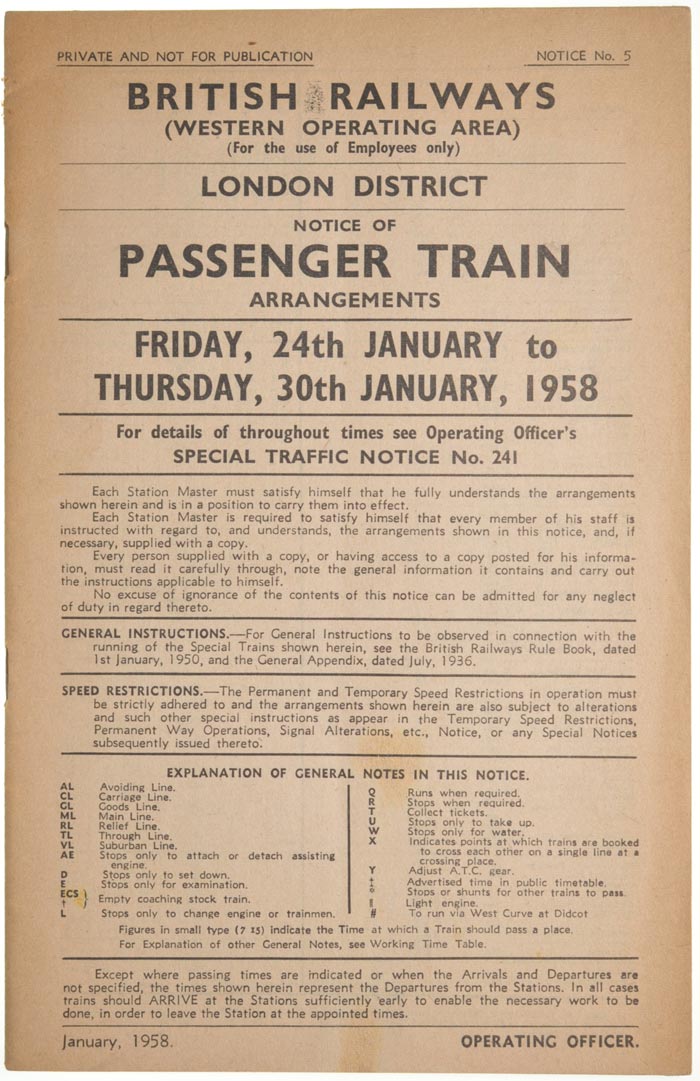 PRIVATE AND NOT FOR PUBLICATION NOTICE No. 5
BRITISH RAILWAYS
(WESTERN OPERATING AREA)
(For the use of Employees only)
LONDON DISTRICT
NOTICE OF
PASSENGER TRAIN
ARRANGEMENTS
FRIDAY, 24th JANUARY to
THURSDAY, 30th JANUARY, 1958
For details of throughout times see Operating Officer's
SPECIAL TRAFFIC NOTICE No. 241
Each Station Master must satisfy himself that he fully understands the arrangements
shown herein and is in a position to carry them into effect.
Each Station Master is required to satisfy himself that every member of his staff is
instructed with regard to, and understands, the arrangements shown in this notice, and, if
necessary, supplied with a copy.
Every person supplied with a copy, or having access to a copy posted for his informa-
tion, must read it carefully through, note the general information it contains and carry out
the instructions applicable to himself.
No excuse of ignorance of the contents of this notice can be admitted for any neglect
of duty in regard thereto.
GENERAL INSTRUCTIONS.—For General Instructions to be observed in connection with the
running of the Special Trains shown herein, see the British Railways Rule Book, dated
1st January, 1950, and the General Appendix, dated July, 1936.
SPEED RESTRICTIONS.—The Permanent and Temporary Speed Restrictions in operation must
be strictly adhered to and the arrangements shown herein are also subject to alterations
and such other special instructions as appear in the Temporary Speed Restrictions,
Permanent Way Operations, Signal Alterations, etc., Notice, or any Special Notices
subsequently issued thereto.
EXPLANATION OF GENERAL NOTES IN THIS NOTICE.
AL Avoiding Line.
CL Carriage Line.
GL Goods Line.
ML Main Line.
RL Relief Line.
TL Through Line.
VL Suburban Line.
AE Stops only to attach or detach assisting
engine.
D Stops only to set down.
E Stops only for examination.
ECS }
† } Empty coaching stock train.
L Stops only to change engine or trainmen.
Q Runs when required.
R Stops when required.
T Collect tickets.
U Stops only to take up.
W Stops only for water.
X Indicates points at which trains are booked
to cross each other on a single line at a
crossing place.
Y Adjust A.T.C. gear.
‡ Advertised time in public timetable.
° Stops or shunts for other trains to pass.
‖ Light engine.
# To run via West Curve at Didcot
Figures in small type (7 15) indicate the Time at which a Train should pass a place.
For Explanation of other General Notes, see Working Time Table.
Except where passing times are indicated or when the Arrivals and Departures are
not specified, the times shown herein represent the Departures from the Stations. In all cases
trains should ARRIVE at the Stations sufficiently early to enable the necessary work to be
done, in order to leave the Station at the appointed times.
January, 1958. OPERATING OFFICER.